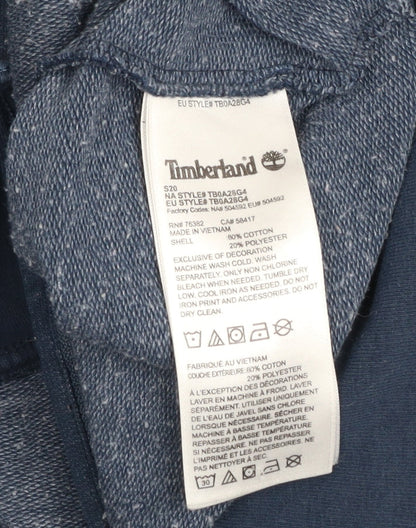 EU STYLE# TB0A28G4
Timberland
S20
NA STYLE# TB0A28G4
EU STYLE# TB0A28G4
Factory Codes: NA# 504592 EU# 504592
RN# 76382 CA# 58417
MADE IN VIETNAM
SHELL 80% COTTON
20% POLYESTER
EXCLUSIVE OF DECORATION
MACHINE WASH COLD. WASH
SEPARATELY. ONLY NON CHLORINE
BLEACH WHEN NEEDED. TUMBLE DRY
LOW. COOL IRON AS NEEDED. DO NOT
IRON PRINT AND ACCESSORIES. DO NOT
DRY CLEAN
FABRIQUÉ AU VIETNAM
COUCHE EXTÉRIEURE 80% COTON
20% POLYESTER
À L'EXCEPTION DES DÉCORATIONS
LAVER EN MACHINE À FROID. LAVER
SÉPARÉMENT. UTILISER UNIQUEMENT
DE L'EAU DE JAVEL SANS CHLORE
LORSQUE NÉCESSAIRE. SÉCHER EN
MACHINE À BASSE TEMPÉRATURE.
REPASSER À BASSE TEMPÉRATURE
SI NÉCESSAIRE. NE PAS REPASSER
LES IMPRIMÉS NI LES ACCESSOIRES.
PAS NETTOYER À SEC.
30